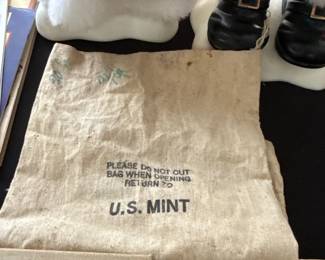 PLEASE DO NOT CUT
BAG WHEN OPENING
RETURN TO
U.S. MINT